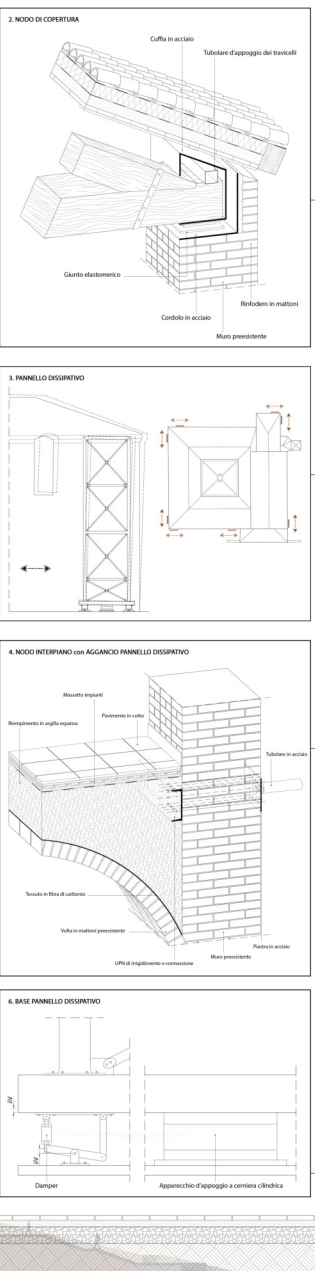 2. NODO DI COPERTURA
Cuffia in acciaio
Tubolare d'appoggio dei travicelli
Giunto elastomerico
Rinfodero in mattoni
Cordolo in acciaio
Muro preesistente
3. PANNELLO DISSIPATIVO
4. NODO INTERPIANO con AGGANCIO PANNELLO DISSIPATIVO
Massetto impianti
Pavimento in cotto
Riempimento in argilla espansa
Tubolare in acciaio
Tessuto in fibra di carbonio
Volta in mattoni preesistente
Piastra in acciaio
Muro preesistente
UPN di irrigidimento e connessione
6. BASE PANNELLO DISSIPATIVO
Damper
Apparecchio d'appoggio a cerniera cilindrica